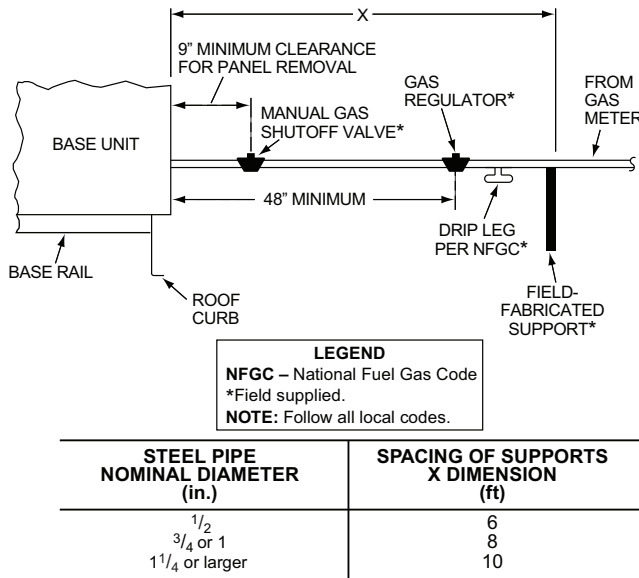 X
9” MINIMUM CLEARANCE
FOR PANEL REMOVAL
BASE UNIT
MANUAL GAS
SHUTOFF VALVE*
GAS
REGULATOR*
FROM
GAS
METER
48” MINIMUM
DRIP LEG
PER NFGC*
BASE RAIL
ROOF
CURB
FIELD-
FABRICATED
SUPPORT*
LEGEND
NFGC – National Fuel Gas Code
*Field supplied.
NOTE: Follow all local codes.
STEEL PIPE
NOMINAL DIAMETER
(in.)
SPACING OF SUPPORTS
X DIMENSION
(ft)
1/2 6
3/4 or 1 8
1 1/4 or larger 10